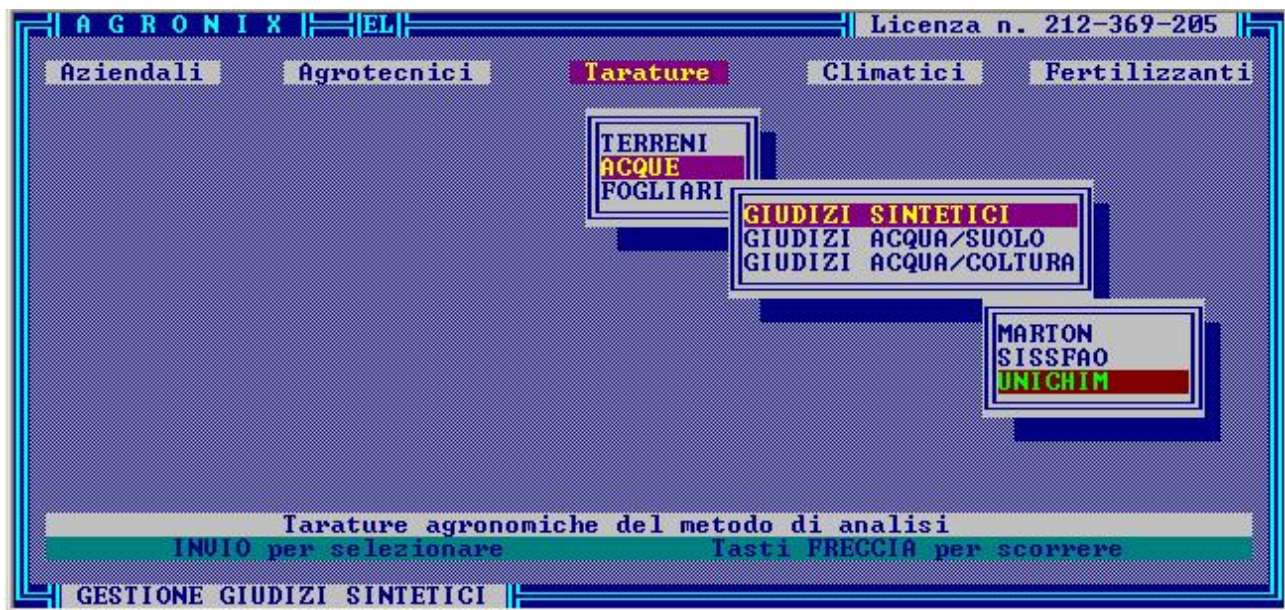 AGRONIX EL Licenza n. 212-369-205
Aziendali Agrotecnici Tarature Climatici Fertilizzanti
TERRENI
ACQUE
FOGLIARI
GIUDIZI SINTETICI
GIUDIZI ACQUA/SUOLO
GIUDIZI ACQUA/COLTURA
MARTON
SISSFAO
UNICHIM
Tarature agronomiche del metodo di analisi
INVIO per selezionare Tasti FRECCIA per scorrere
GESTIONE GIUDIZI SINTETICI